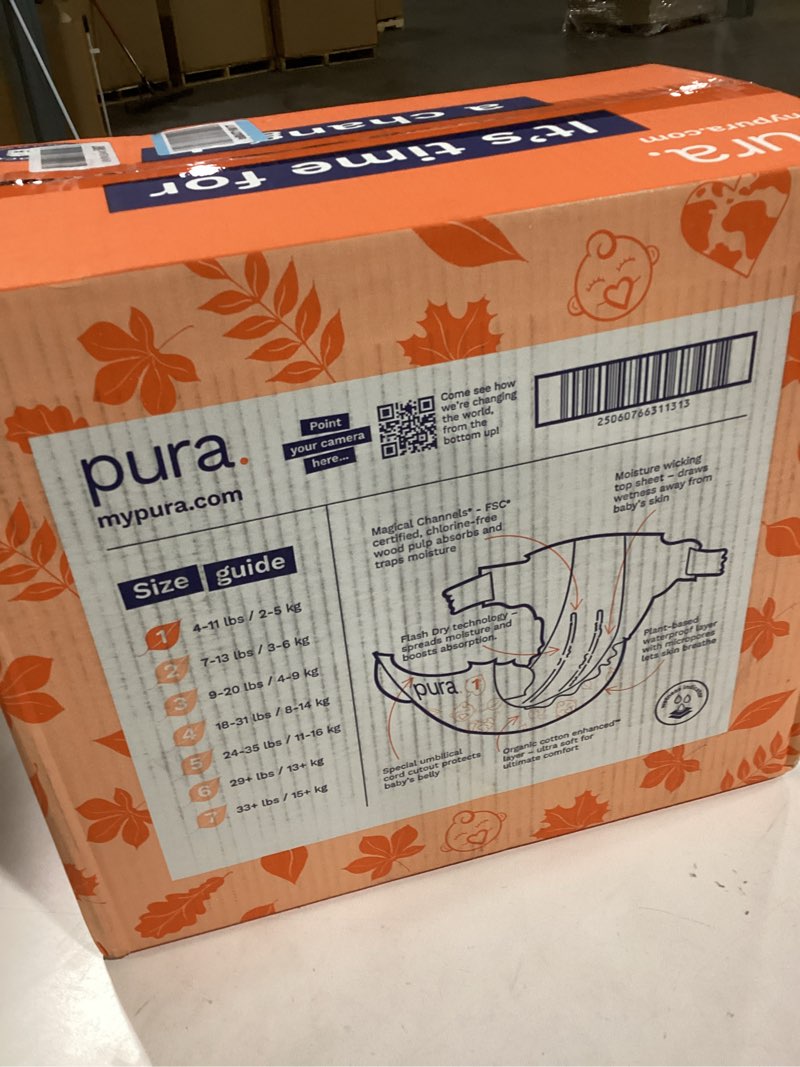 It's time for
a chang
ura.
mypura.com
pura.
mypura.com
Point
your camera
here...
Come see how
we're changing
the world,
from the
bottom up!
25060766311313
Size guide
1 4-11 lbs / 2-5 kg
2 7-13 lbs / 3-6 kg
3 9-20 lbs / 4-9 kg
4 18-31 lbs / 8-14 kg
5 24-35 lbs / 11-16 kg
6 29+ lbs / 13+ kg
7 33+ lbs / 15+ kg
Magical Channels® - FSC®
certified, chlorine-free
wood pulp absorbs and
traps moisture
Moisture wicking
top sheet – draws
wetness away from
baby's skin
Flash Dry technology –
spreads moisture and
boosts absorption.
Plant-based
waterproof layer
with micropores
lets skin breathe
pura. 1
Special umbilical
cord cutout protects
baby's belly
Organic cotton enhanced™
layer – ultra soft for
ultimate comfort